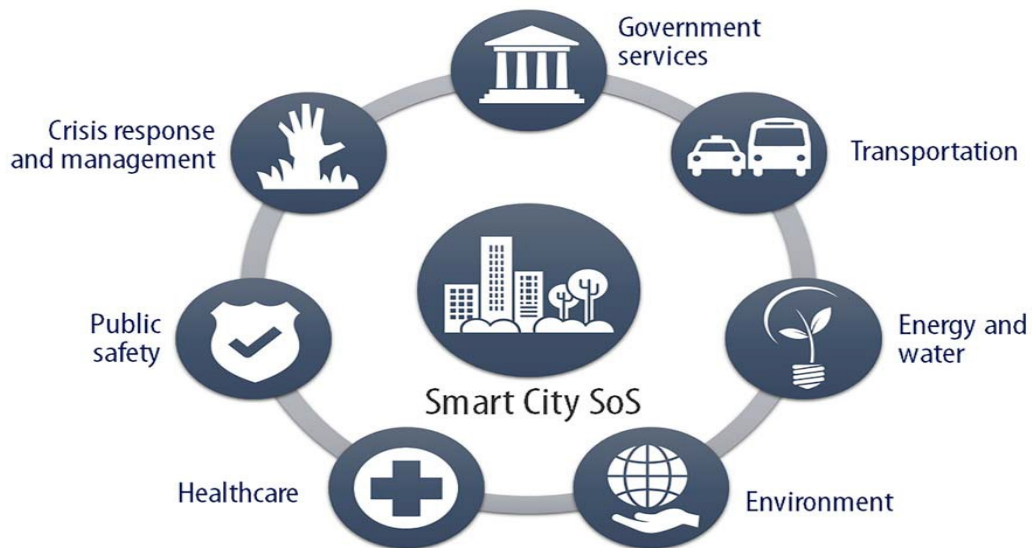 Government
services
Transportation
Energy and
water
Environment
Healthcare
Public
safety
Crisis response
and management
Smart City SoS